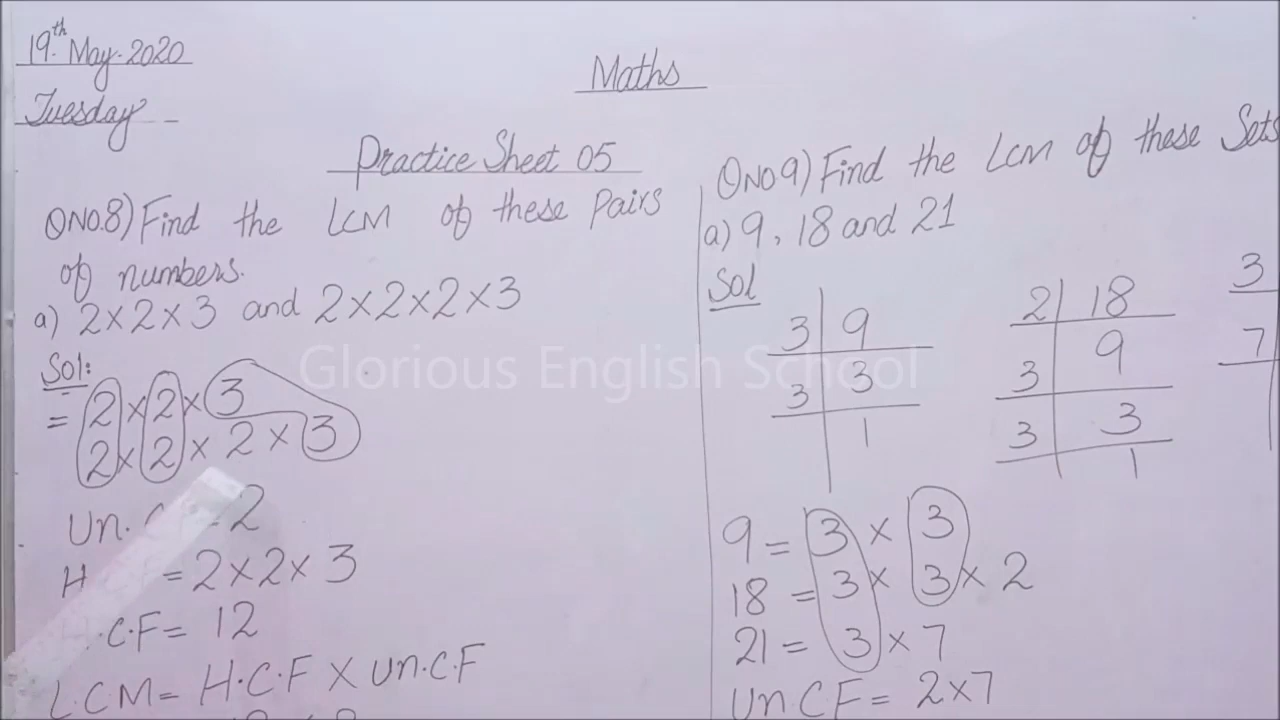 19th May. 2020
Tuesday
Maths
Practice Sheet 05
QNO.8) Find the LCM of these Pairs
of numbers.
a) 2×2×3 and 2×2×2×3
Sol:
= 2×2×3
2×2×2×3
Un. 2
H = 2×2×3
.C.F= 12
L.C.M= H.C.F X Un.C.F
QNO9) Find the LCM of these Sets
a) 9, 18 and 21
Sol
3 9
3 3
1
2 18
3 9
3 3
1
3
7
9 = 3 × 3
18 = 3 × 3 × 2
21 = 3 × 7
Un.C.F= 2×7
Glorious English School